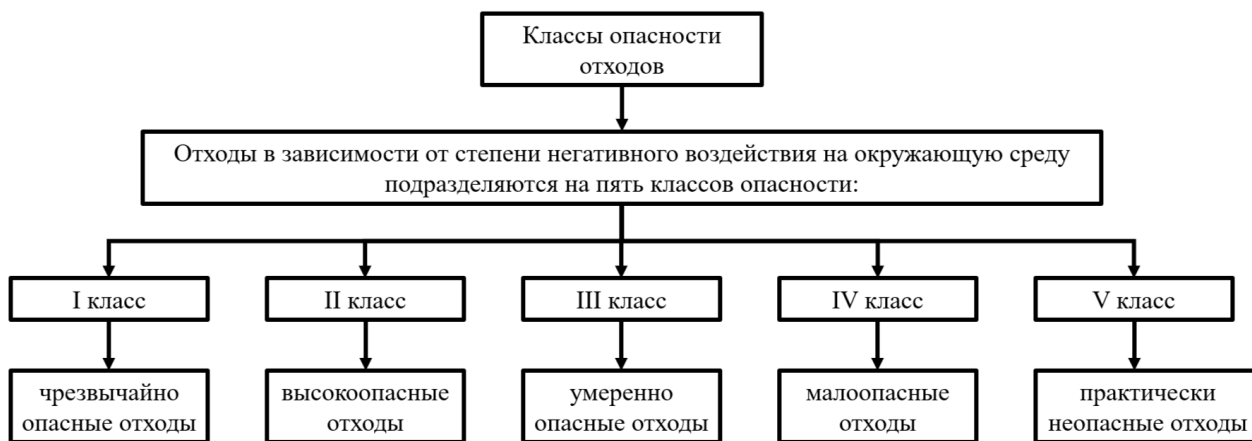 Классы опасности
отходов
Отходы в зависимости от степени негативного воздействия на окружающую среду
подразделяются на пять классов опасности:
I класс
II класс
III класс
IV класс
V класс
чрезвычайно
опасные отходы
высокоопасные
отходы
умеренно
опасные отходы
малоопасные
отходы
практически
неопасные отходы